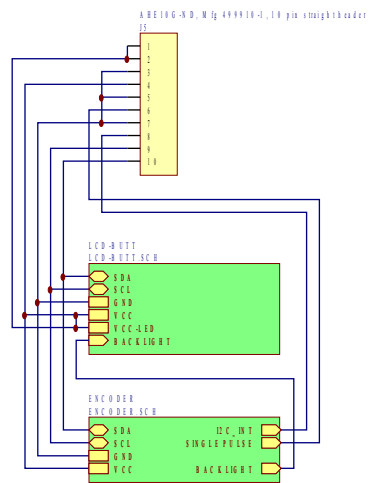 AHE10G-ND, Mfg 499910-1, 10 pin straight header
J5
1
2
3
4
5
6
7
8
9
10
LCD-BUTT
LCD-BUTT.SCH
SDA
SCL
GND
VCC
VCC-LED
BACKLIGHT
ENCODER
ENCODER.SCH
SDA I2C_INT
SCL SINGLEPULSE
GND
VCC BACKLIGHT